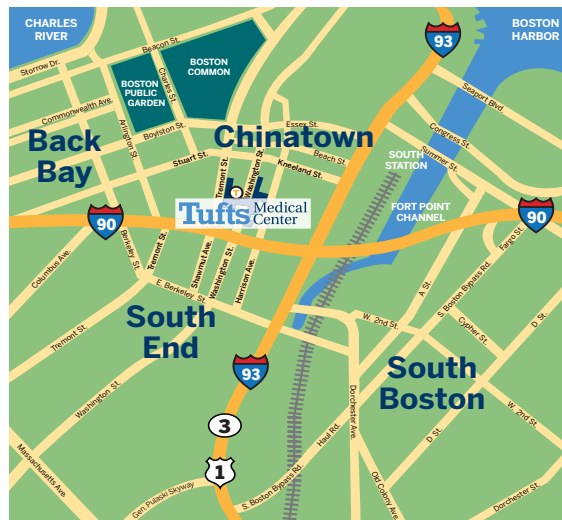 CHARLES
RIVER
BOSTON
HARBOR
93
Beacon St.
Storrow Dr.
BOSTON
COMMON
BOSTON
PUBLIC
GARDEN
Charles St.
Seaport Blvd.
Commonwealth Ave.
Arlington St.
Boylston St.
Essex St.
Congress St.
Back
Bay
Chinatown
Stuart St.
Tremont St.
Washington St.
Beach St.
Kneeland St.
Summer St.
SOUTH
STATION
T
Tufts Medical
Center
FORT POINT
CHANNEL
90
90
Columbus Ave.
Berkeley St.
Tremont St.
Shawmut Ave.
Washington St.
Harrison Ave.
Fargo St.
E. Berkeley St.
A St.
S. Boston Bypass Rd.
South
End
W. 2nd St.
Cypher St.
D. St.
Tremont St.
93
South
Boston
Washington St.
Dorchester Ave.
W. 2nd St.
3
Haul Rd.
D St.
1
Massachusetts Ave.
Gen. Pulaski Skyway
S. Boston Bypass Rd.
Old Colony Ave.
Dorchester St.